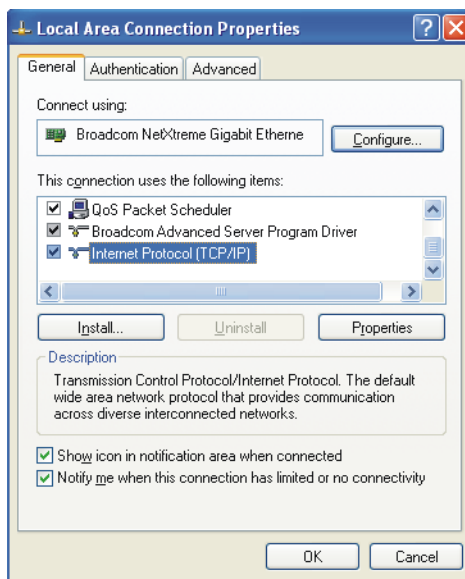 Local Area Connection Properties
General Authentication Advanced
Connect using:
Broadcom NetXtreme Gigabit Etherne Configure...
This connection uses the following items:
QoS Packet Scheduler
Broadcom Advanced Server Program Driver
Internet Protocol (TCP/IP)
Install... Uninstall Properties
Description
Transmission Control Protocol/Internet Protocol. The default
wide area network protocol that provides communication
across diverse interconnected networks.
Show icon in notification area when connected
Notify me when this connection has limited or no connectivity
OK Cancel